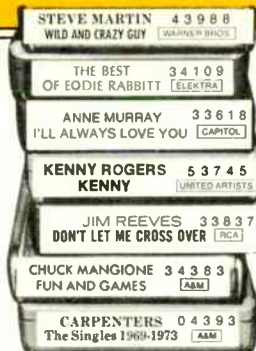 STEVE MARTIN 43988
WILD AND CRAZY GUY WARNER BROS
THE BEST 34109
OF EDDIE RABBITT ELEKTRA
ANNE MURRAY 33618
I'LL ALWAYS LOVE YOU CAPITOL
KENNY ROGERS 53745
KENNY UNITED ARTISTS
JIM REEVES 33837
DON'T LET ME CROSS OVER RCA
CHUCK MANGIONE 34383
FUN AND GAMES A&M
CARPENTERS 04393
The Singles 1969-1973 A&M